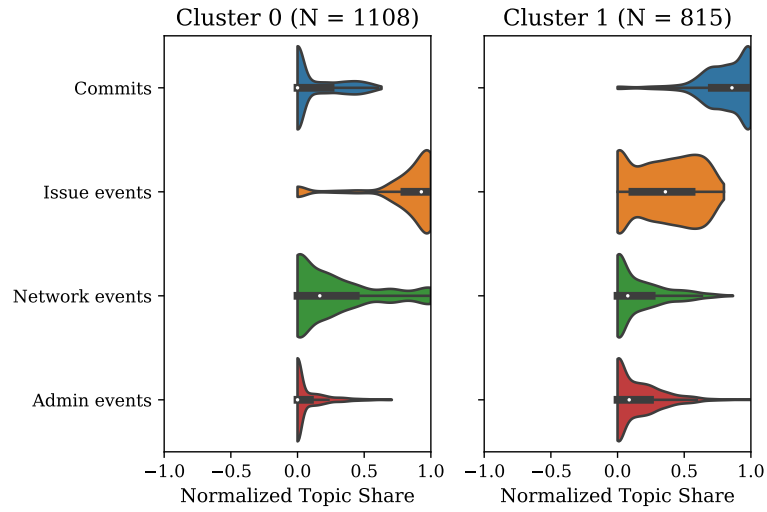 Cluster 0 (N = 1108)
Cluster 1 (N = 815)
Commits
Issue events
Network events
Admin events
−1.0 −0.5 0.0 0.5 1.0
−1.0 −0.5 0.0 0.5 1.0
Normalized Topic Share
Normalized Topic Share